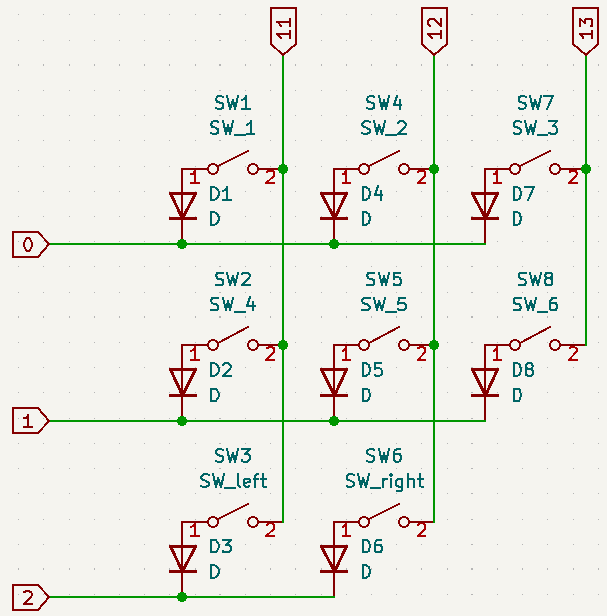 11
12
13
SW1
SW_1
SW4
SW_2
SW7
SW_3
1 2
1 2
1 2
D1
D
D4
D
D7
D
0
SW2
SW_4
SW5
SW_5
SW8
SW_6
1 2
1 2
1 2
D2
D
D5
D
D8
D
1
SW3
SW_left
SW6
SW_right
1 2
1 2
D3
D
D6
D
2